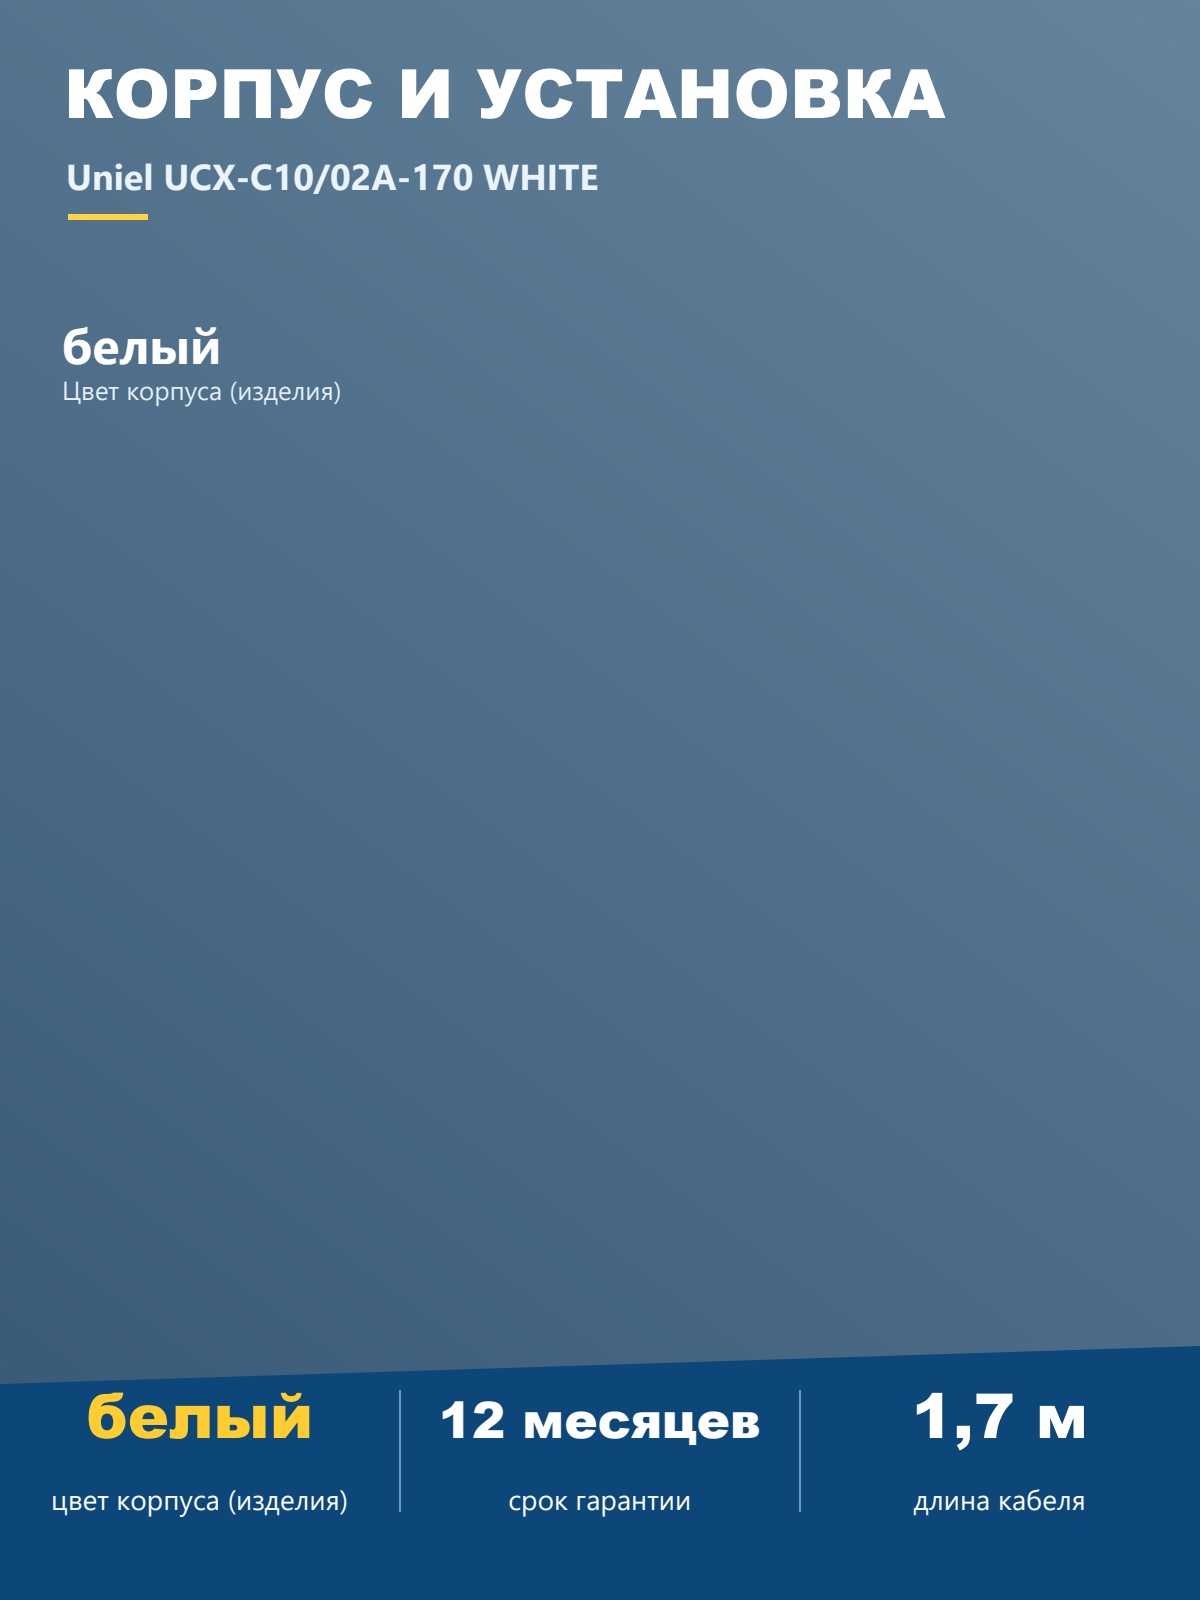 КОРПУС И УСТАНОВКА
Uniel UCX-C10/02A-170 WHITE
белый
Цвет корпуса (изделия)
белый
цвет корпуса (изделия)
12 месяцев
срок гарантии
1,7 м
длина кабеля